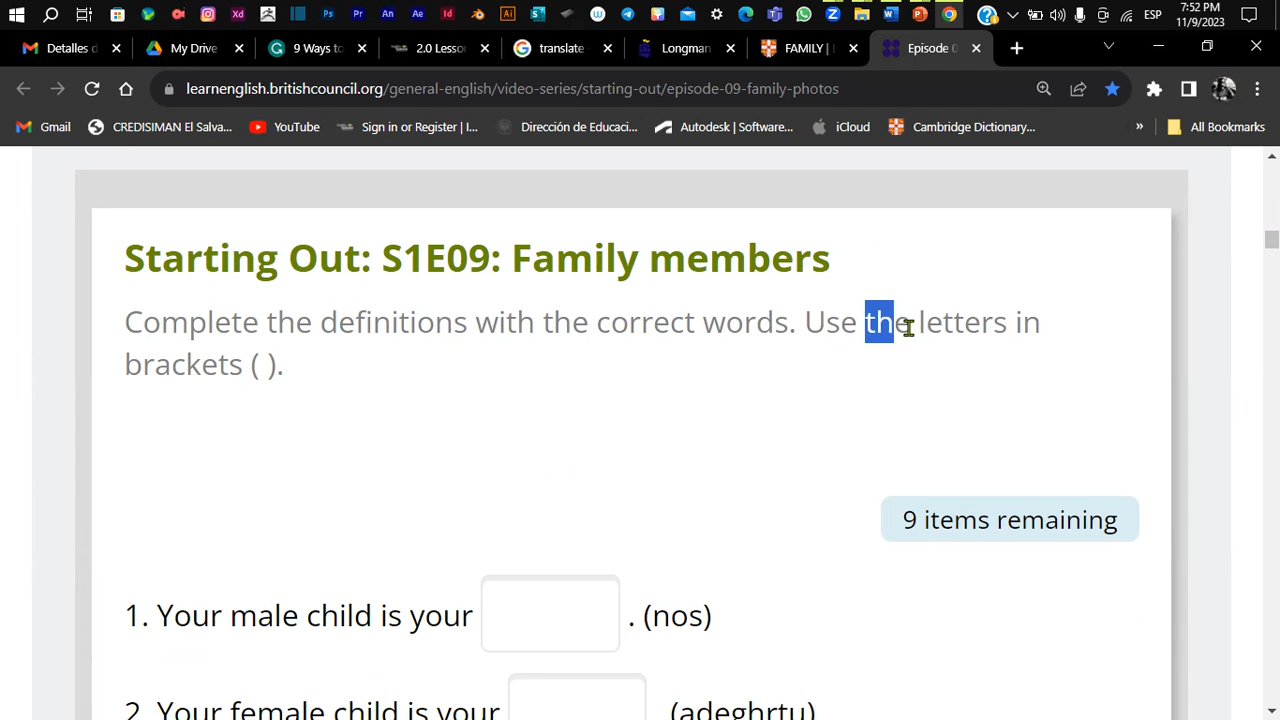 7:52 PM
ESP
11/9/2023
Detalles d
My Drive
9 Ways to
2.0 Lesso
translate
Longman
FAMILY |
Episode 0
learnenglish.britishcouncil.org/general-english/video-series/starting-out/episode-09-family-photos
Gmail
CREDISIMAN El Salva...
YouTube
Sign in or Register | I...
Dirección de Educaci...
Autodesk | Software...
iCloud
Cambridge Dictionary...
»
All Bookmarks
Starting Out: S1E09: Family members
Complete the definitions with the correct words. Use the letters in
brackets ( ).
9 items remaining
1. Your male child is your . (nos)
2. Your female child is your . (adeghrtu)